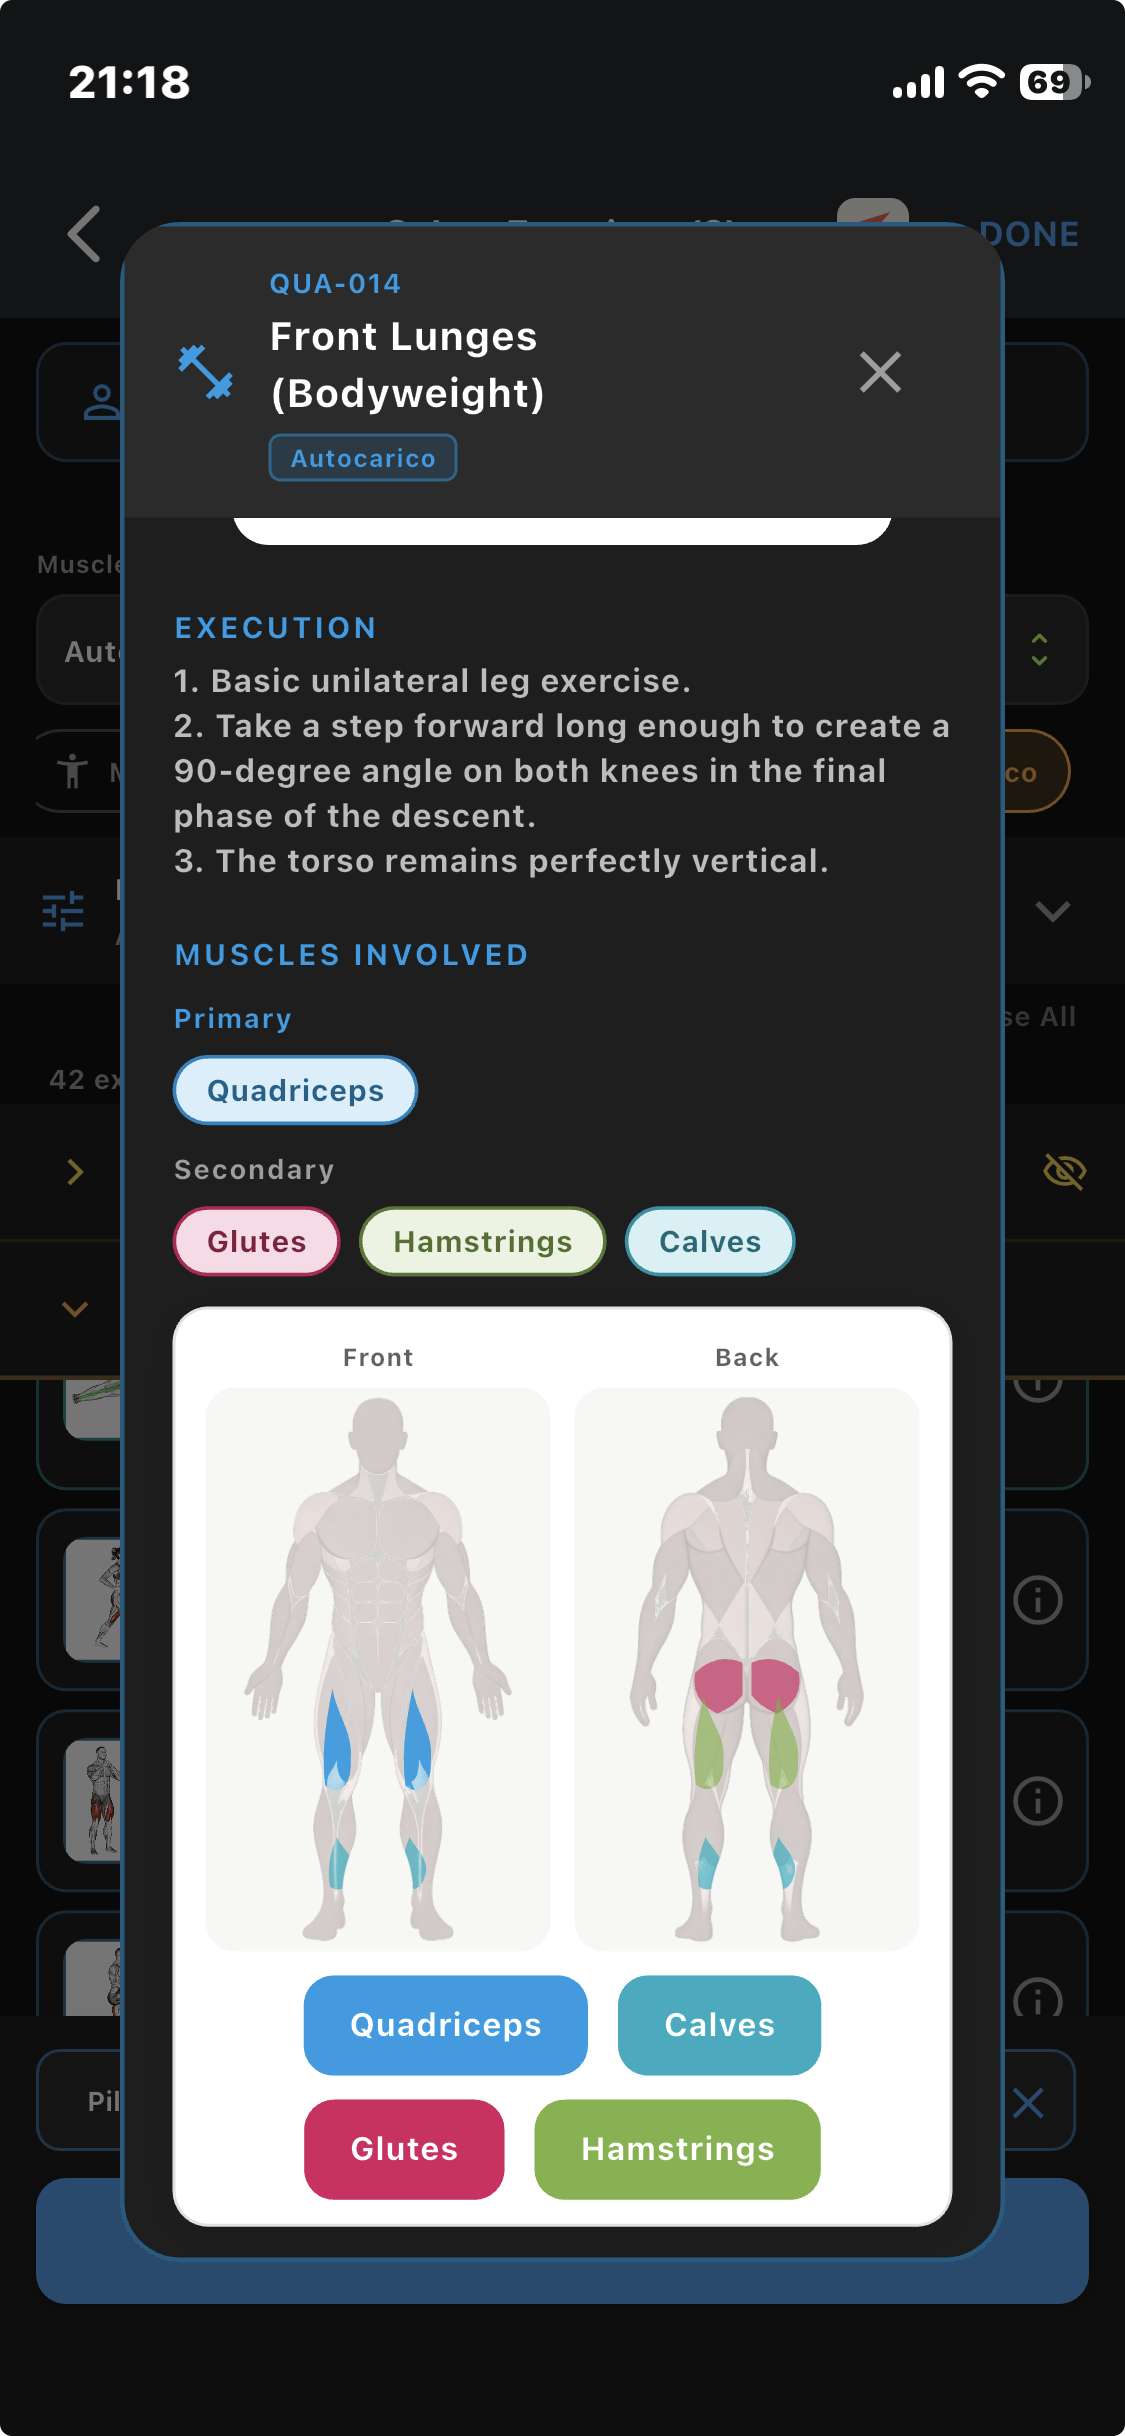 21:18
69
DONE
QUA-014
Front Lunges
(Bodyweight)
Autocarico
Muscle
EXECUTION
1. Basic unilateral leg exercise.
2. Take a step forward long enough to create a
90-degree angle on both knees in the final
phase of the descent.
3. The torso remains perfectly vertical.
MUSCLES INVOLVED
Primary
All
42
Quadriceps
Secondary
Glutes
Hamstrings
Calves
Front
Back
Quadriceps
Calves
Glutes
Hamstrings